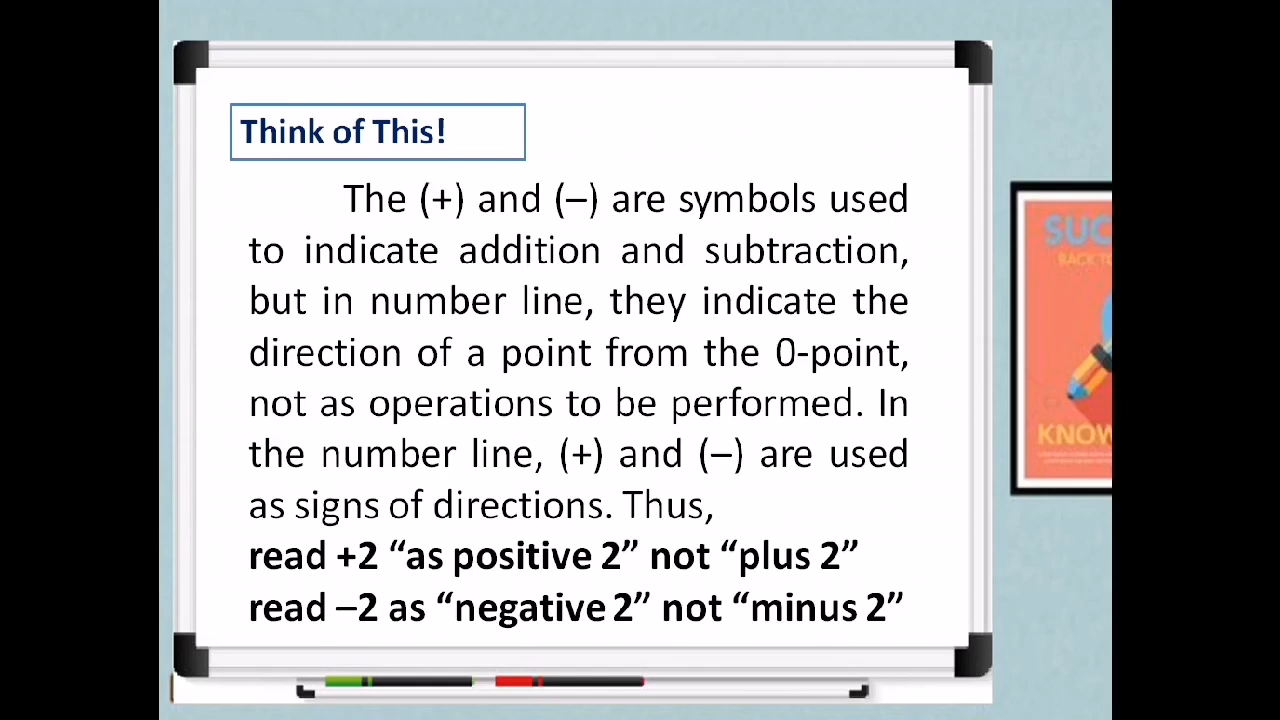 Think of This!
The (+) and (–) are symbols used
to indicate addition and subtraction,
but in number line, they indicate the
direction of a point from the 0-point,
not as operations to be performed. In
the number line, (+) and (–) are used
as signs of directions. Thus,
read +2 “as positive 2” not “plus 2”
read –2 as “negative 2” not “minus 2”
SUC
BACK TO
KNOW